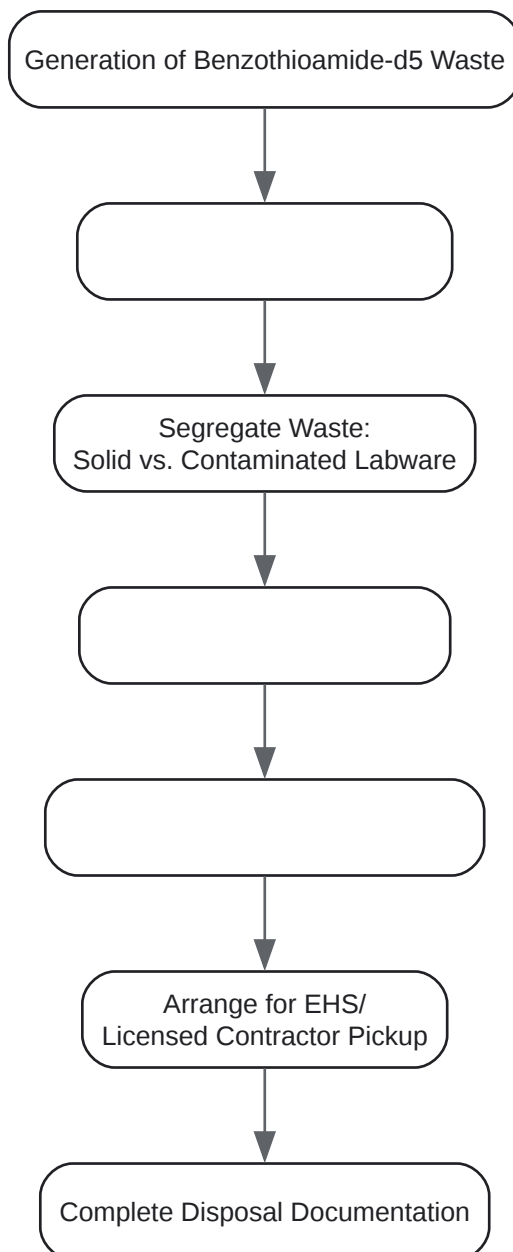 Generation of Benzothioamide-d5 Waste
Segregate Waste:
Solid vs. Contaminated Labware
Arrange for EHS/
Licensed Contractor Pickup
Complete Disposal Documentation